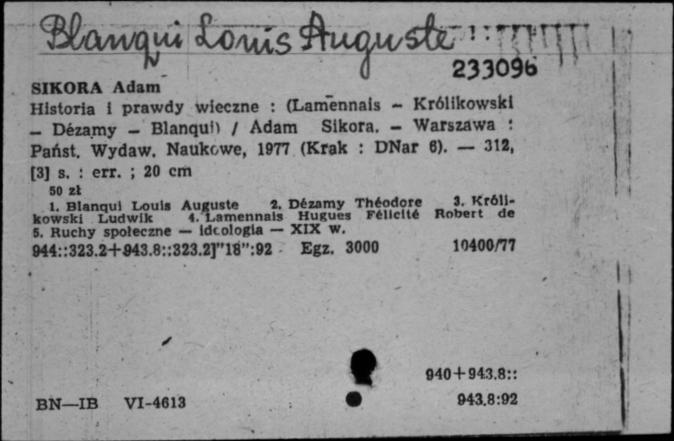 Blanqui Louis Auguste
233096
SIKORA Adam
Historia i prawdy wieczne : (Lamennais – Królikowski
– Dézamy – Blanqui) / Adam Sikora. – Warszawa :
Państ. Wydaw. Naukowe, 1977 (Krak : DNar 6). — 312,
[3] s. : err. ; 20 cm
50 zł
1. Blanqui Louis Auguste 2. Dézamy Théodore 3. Króli-
kowski Ludwik 4. Lamennais Hugues Félicité Robert de
5. Ruchy społeczne — ideologia — XIX w.
944::323.2+943.8::323.2]"18":92 Egz. 3000 10400/77
940+943.8::
BN—IB VI-4613 943.8:92